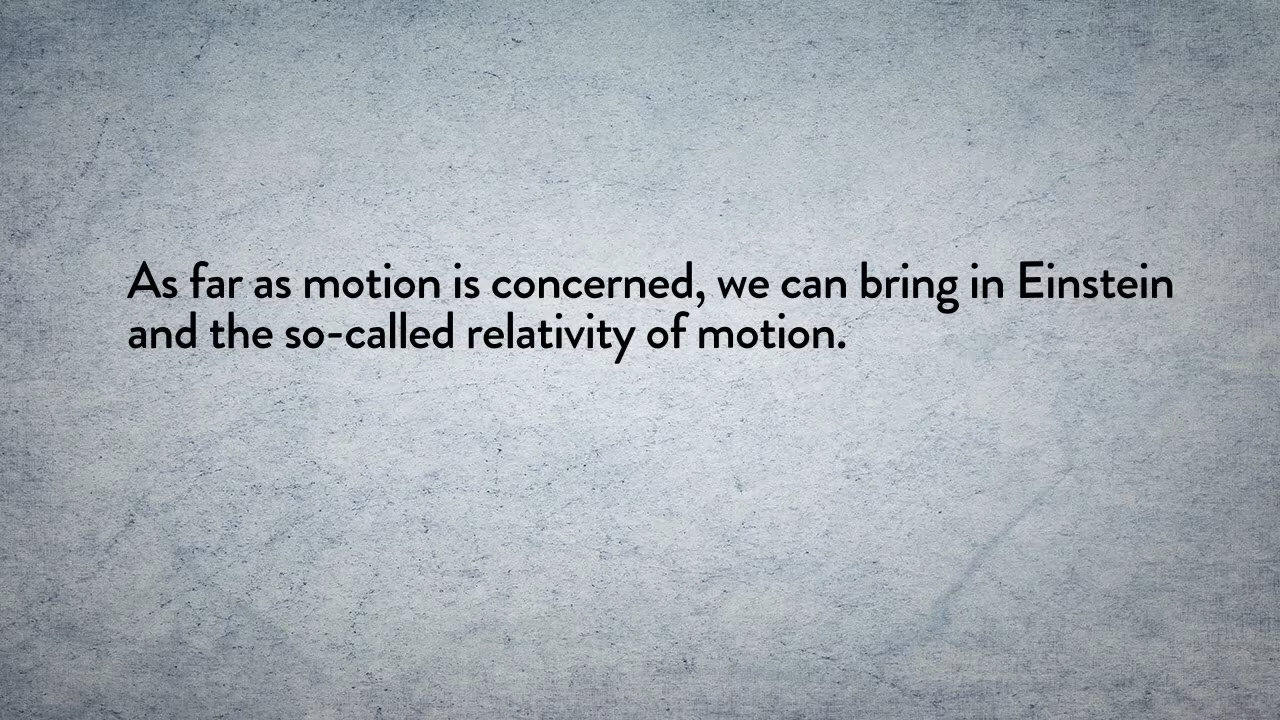 As far as motion is concerned, we can bring in Einstein
and the so-called relativity of motion.